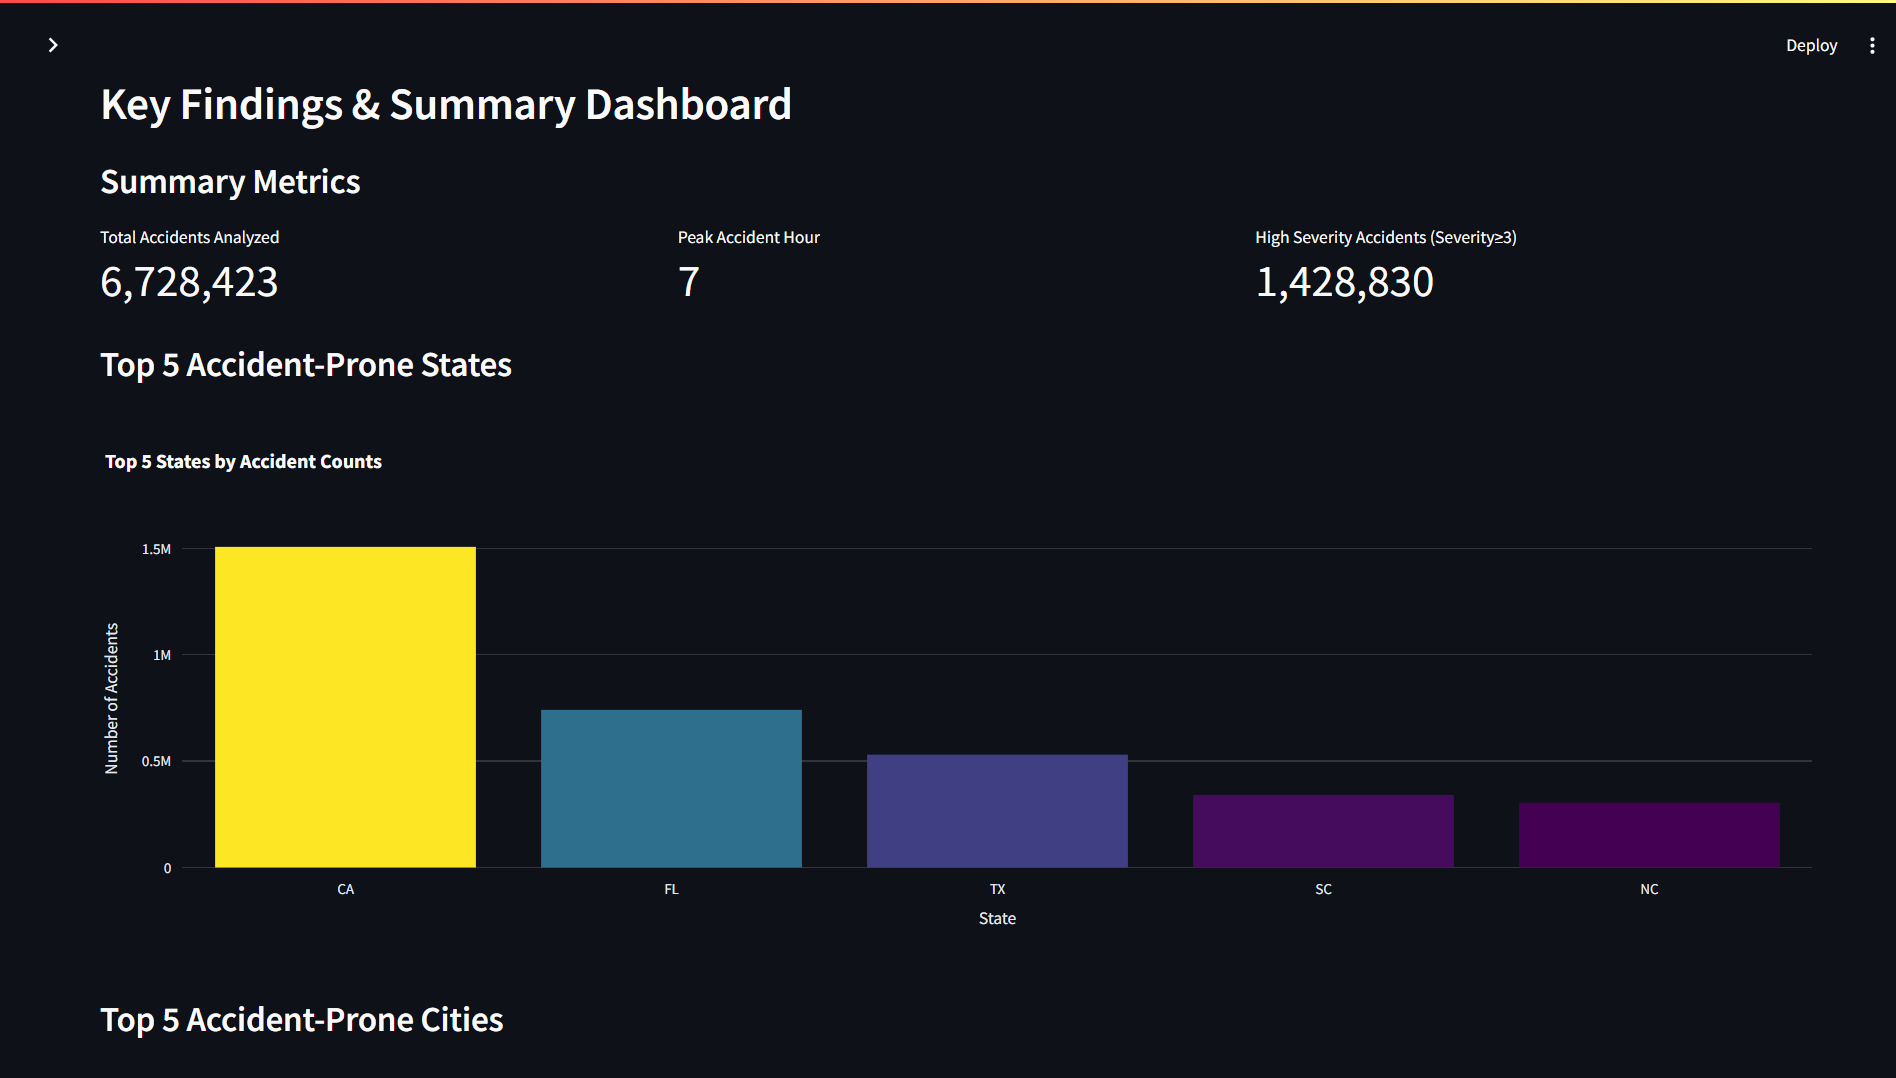 Deploy
Key Findings & Summary Dashboard
Summary Metrics
Total Accidents Analyzed
6,728,423
Peak Accident Hour
7
High Severity Accidents (Severity≥3)
1,428,830
Top 5 Accident-Prone States
Top 5 States by Accident Counts
Number of Accidents
1.5M
1M
0.5M
0
CA FL TX SC NC
State
Top 5 Accident-Prone Cities